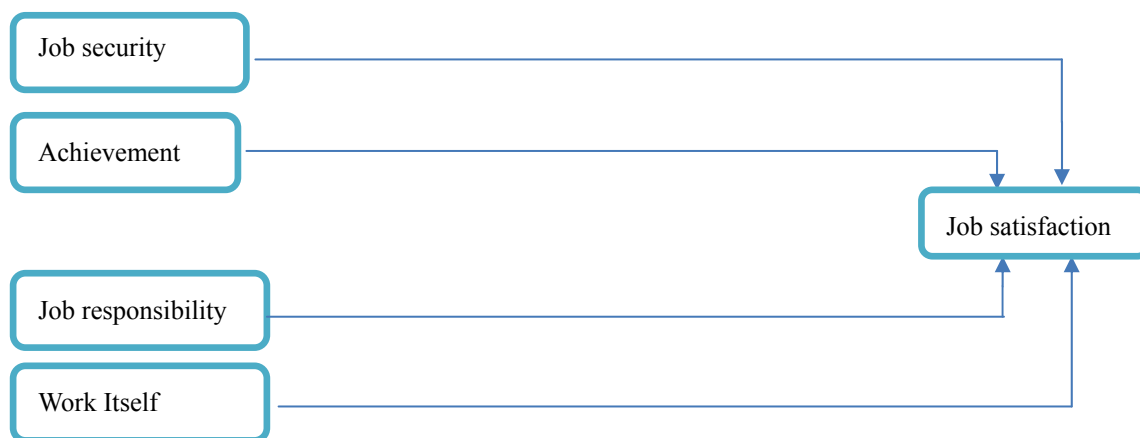 Job security
Achievement
Job satisfaction
Job responsibility
Work Itself